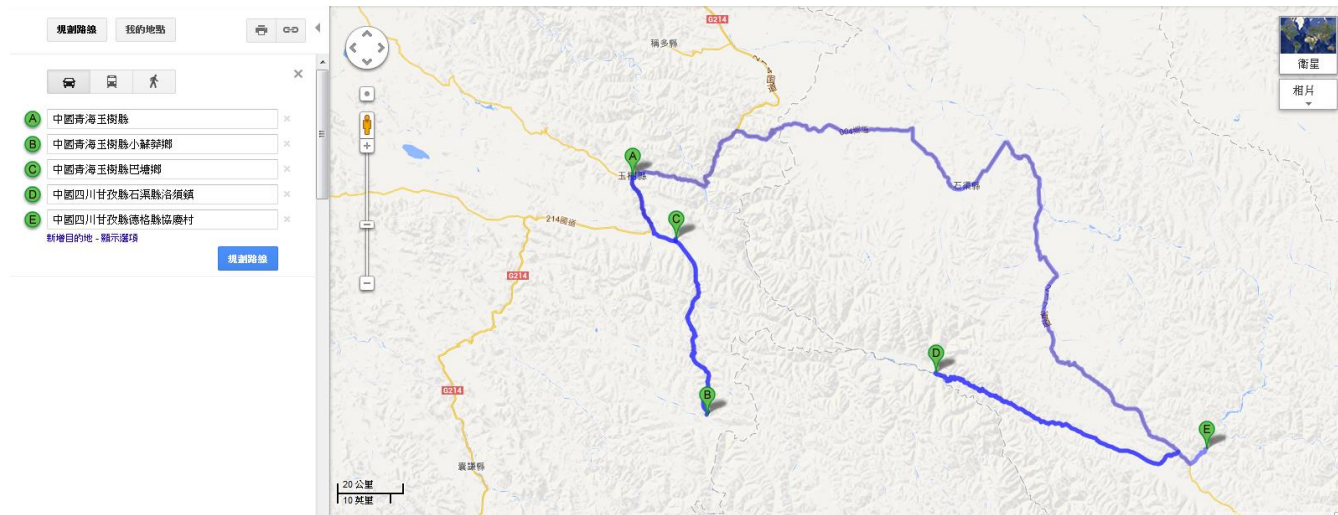 規劃路線 我的地點
A 中國青海玉樹縣
B 中國青海玉樹縣小蘇莽鄉
C 中國青海玉樹縣巴塘鄉
D 中國四川甘孜縣石渠縣洛須鎮
E 中國四川甘孜縣德格縣協慶村
新增目的地 - 顯示選項
規劃路線
G214
稱多縣
衛星
相片
A
玉樹縣
石渠縣
C
214國道
G214
D
B
G214
E
囊謙縣
20 公里
10 英里